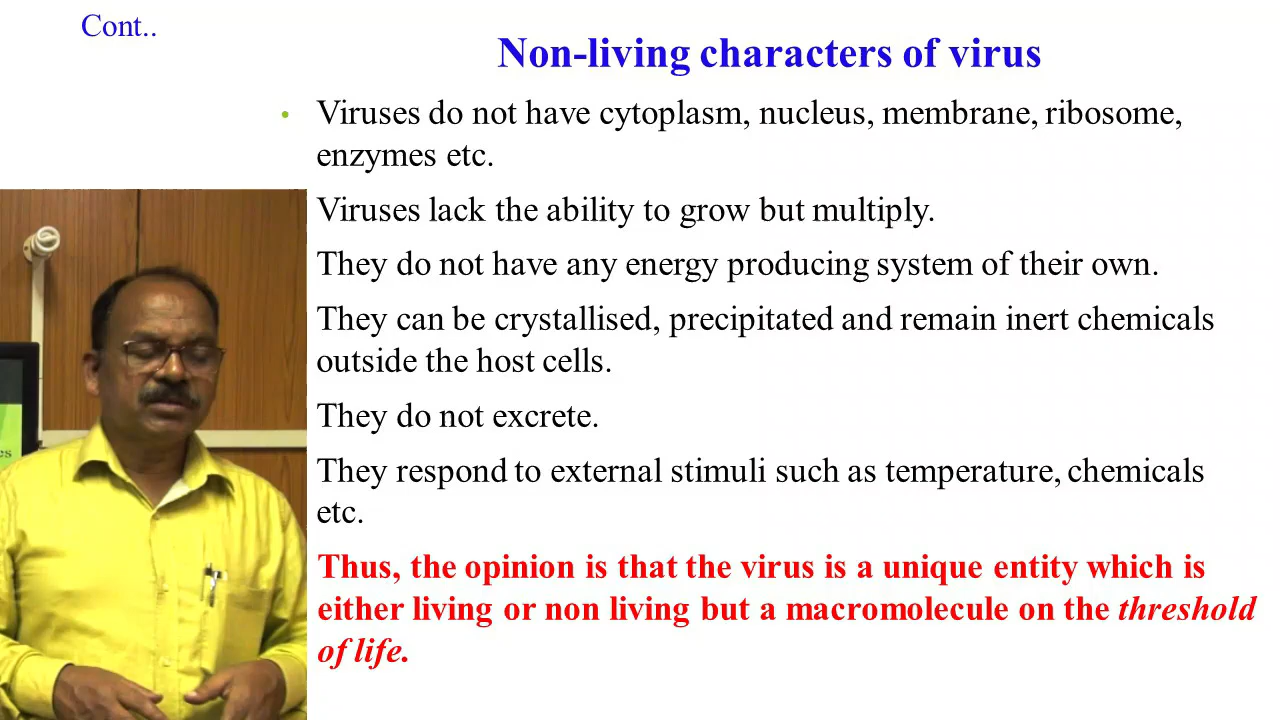 Cont..
Non-living characters of virus
• Viruses do not have cytoplasm, nucleus, membrane, ribosome,
enzymes etc.
Viruses lack the ability to grow but multiply.
They do not have any energy producing system of their own.
They can be crystallised, precipitated and remain inert chemicals
outside the host cells.
They do not excrete.
They respond to external stimuli such as temperature, chemicals
etc.
Thus, the opinion is that the virus is a unique entity which is
either living or non living but a macromolecule on the threshold
of life.